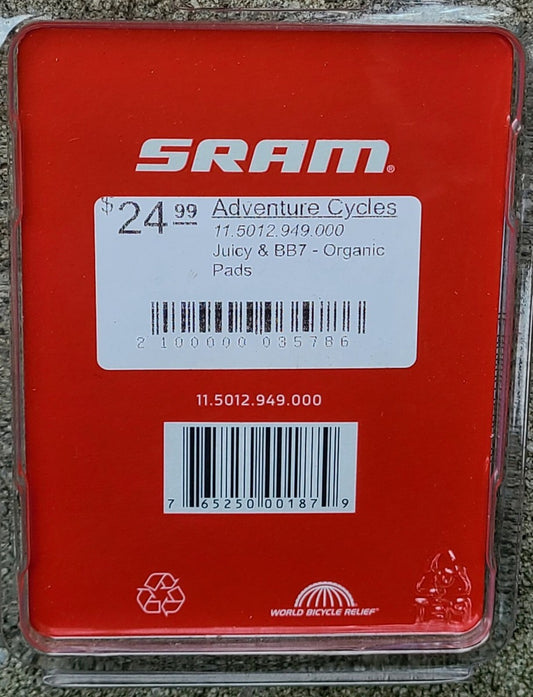 SRAM®
$24.99 Adventure Cycles
11.5012.949.000
Juicy & BB7 - Organic
Pads
2 100000 035786
11.5012.949.000
7 65250 00187 9
WORLD BICYCLE RELIEF®